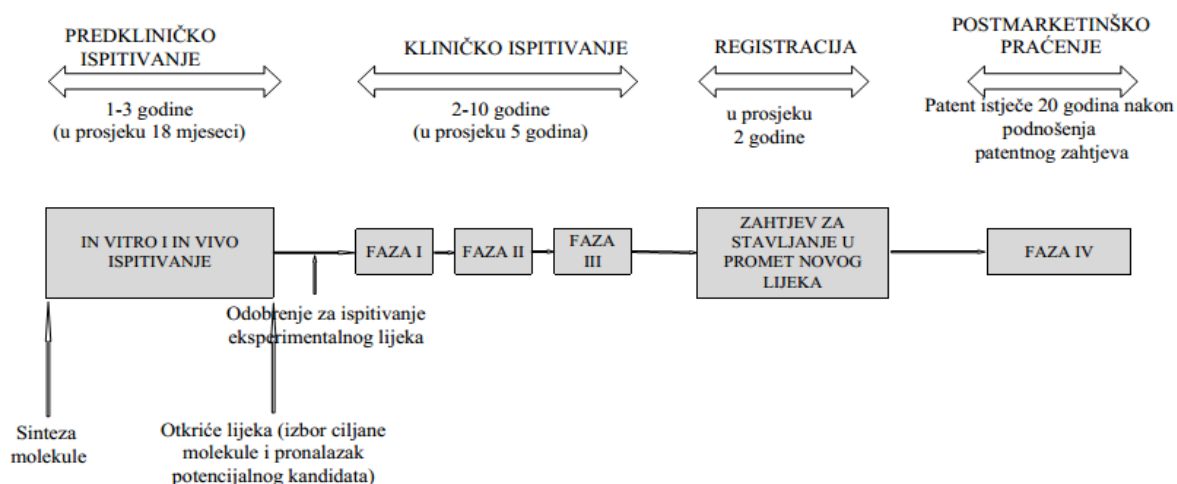 PREDKLINIČKO
ISPITIVANJE
1-3 godine
(u prosjeku 18 mjeseci)
KLINIČKO ISPITIVANJE
2-10 godina
(u prosjeku 5 godina)
REGISTRACIJA
u prosjeku
2 godine
POSTMARKETINŠKO
PRAĆENJE
Patent istječe 20 godina nakon
podnošenja
patentnog zahtjeva
IN VITRO I IN VIVO
ISPITIVANJE
FAZA I
FAZA II
FAZA
III
ZAHTJEV ZA
STAVLJANJE U
PROMET NOVOG
LIJEKA
FAZA IV
Odobrenje za ispitivanje
eksperimentalnog lijeka
Sinteza
molekule
Otkriće lijeka (izbor ciljane
molekule i pronalazak
potencijalnog kandidata)